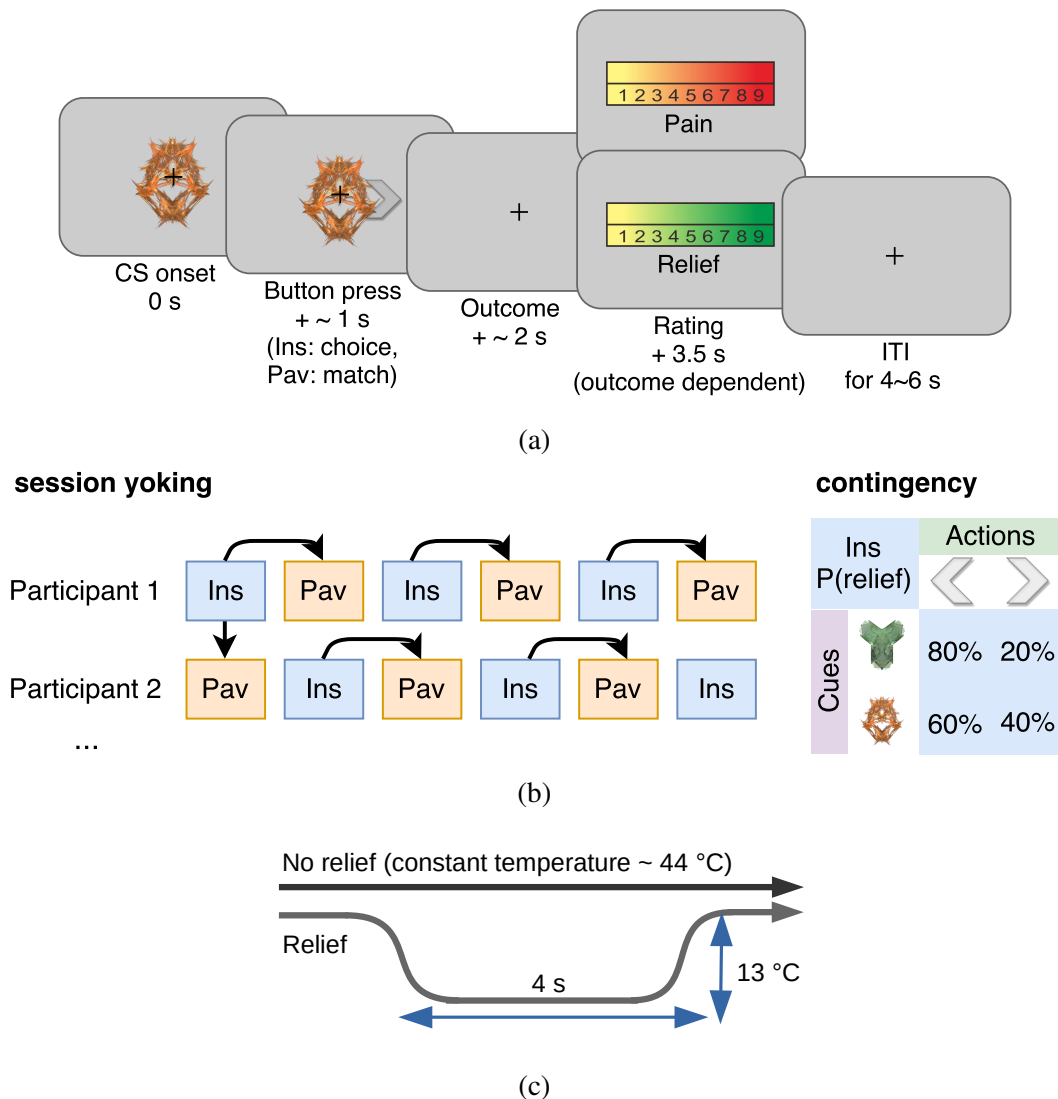 1 2 3 4 5 6 7 8 9
Pain
1 2 3 4 5 6 7 8 9
Relief
CS onset
0 s
Button press
+ ~ 1 s
(Ins: choice,
Pav: match)
Outcome
+ ~ 2 s
Rating
+ 3.5 s
(outcome dependent)
ITI
for 4~6 s
(a)
session yoking
Participant 1
Ins
Pav
Ins
Pav
Ins
Pav
Participant 2
Pav
Ins
Pav
Ins
Pav
Ins
...
contingency
Ins
P(relief)
Actions
Cues
80% 20%
60% 40%
(b)
No relief (constant temperature ~ 44 °C)
Relief
4 s
13 °C
(c)